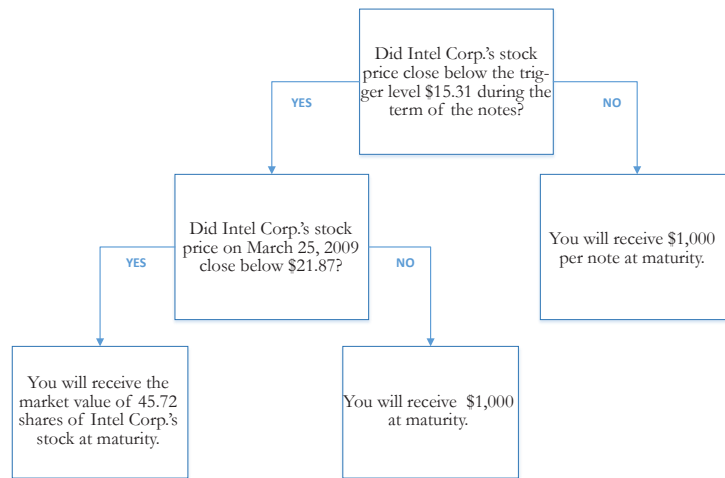 Did Intel Corp.'s stock
price close below the trig-
ger level $15.31 during the
term of the notes?
YES
NO
Did Intel Corp.'s stock
price on March 25, 2009
close below $21.87?
You will receive $1,000
per note at maturity.
YES
NO
You will receive the
market value of 45.72
shares of Intel Corp.'s
stock at maturity.
You will receive $1,000
at maturity.